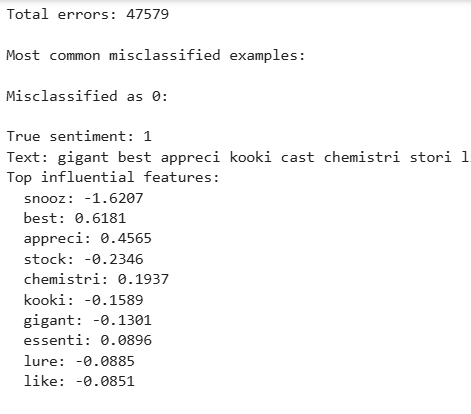 Total errors: 47579
Most common misclassified examples:
Misclassified as 0:
True sentiment: 1
Text: gigant best appreci kooki cast chemistri stori l
Top influential features:
snooz: -1.6207
best: 0.6181
appreci: 0.4565
stock: -0.2346
chemistri: 0.1937
kooki: -0.1589
gigant: -0.1301
essenti: 0.0896
lure: -0.0885
like: -0.0851